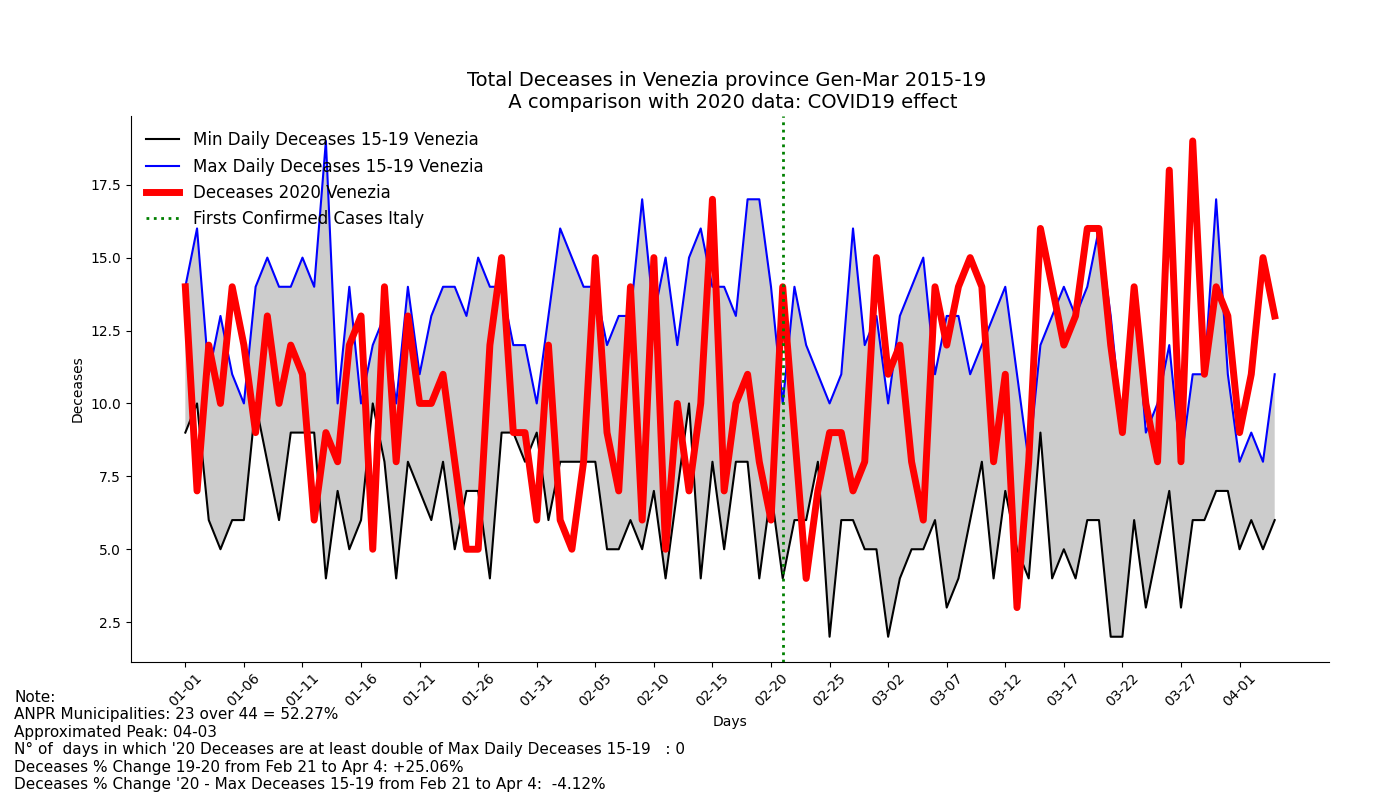 Total Deceases in Venezia province Gen-Mar 2015-19
A comparison with 2020 data: COVID19 effect
Min Daily Deceases 15-19 Venezia
Max Daily Deceases 15-19 Venezia
Deceases 2020 Venezia
Firsts Confirmed Cases Italy
Deceases
17.5
15.0
12.5
10.0
7.5
5.0
2.5
01-01
01-06
01-11
01-16
01-21
01-26
01-31
02-05
02-10
02-15
02-20
02-25
03-02
03-07
03-12
03-17
03-22
03-27
04-01
Days
Note:
ANPR Municipalities: 23 over 44 = 52.27%
Approximated Peak: 04-03
N° of  days in which '20 Deceases are at least double of Max Daily Deceases 15-19   : 0
Deceases % Change 19-20 from Feb 21 to Apr 4: +25.06%
Deceases % Change '20 - Max Deceases 15-19 from Feb 21 to Apr 4:  -4.12%